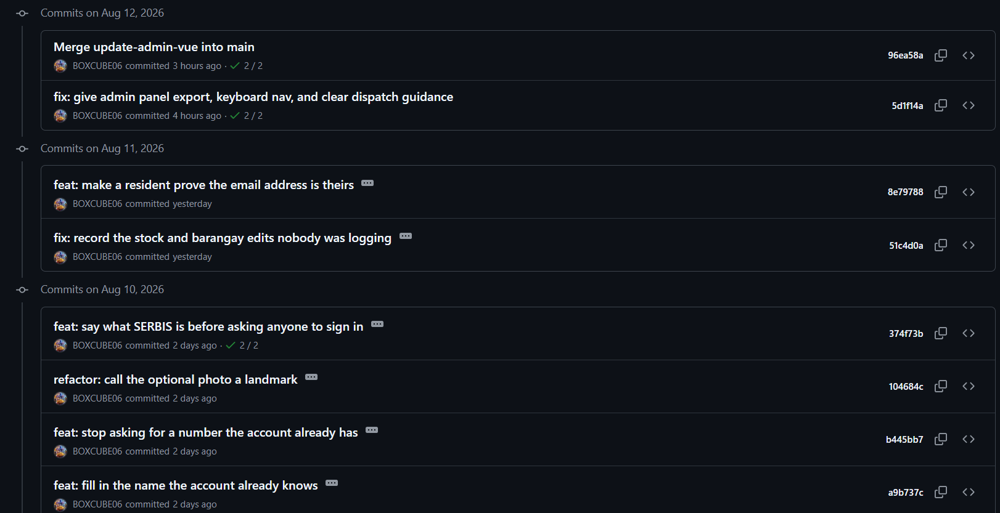 Commits on Aug 12, 2026
Merge update-admin-vue into main
BOXCUBE06 committed 3 hours ago · 2 / 2
96ea58a
fix: give admin panel export, keyboard nav, and clear dispatch guidance
BOXCUBE06 committed 4 hours ago · 2 / 2
5d1f14a
Commits on Aug 11, 2026
feat: make a resident prove the email address is theirs
BOXCUBE06 committed yesterday
8e79788
fix: record the stock and barangay edits nobody was logging
BOXCUBE06 committed yesterday
51c4d0a
Commits on Aug 10, 2026
feat: say what SERBIS is before asking anyone to sign in
BOXCUBE06 committed 2 days ago · 2 / 2
374f73b
refactor: call the optional photo a landmark
BOXCUBE06 committed 2 days ago
104684c
feat: stop asking for a number the account already has
BOXCUBE06 committed 2 days ago
b445bb7
feat: fill in the name the account already knows
BOXCUBE06 committed 2 days ago
a9b737c